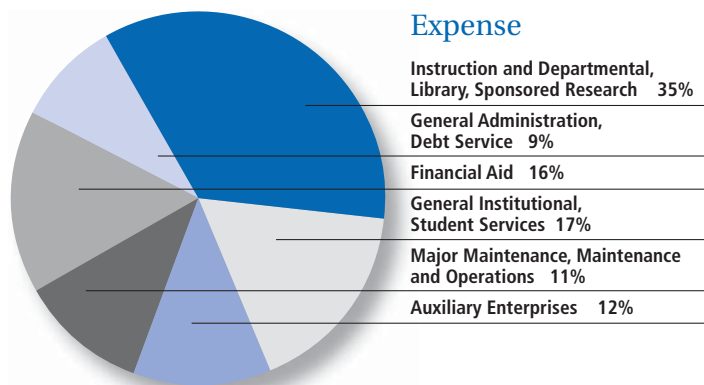 Expense
Instruction and Departmental,
Library, Sponsored Research 35%
General Administration,
Debt Service 9%
Financial Aid 16%
General Institutional,
Student Services 17%
Major Maintenance, Maintenance
and Operations 11%
Auxiliary Enterprises 12%